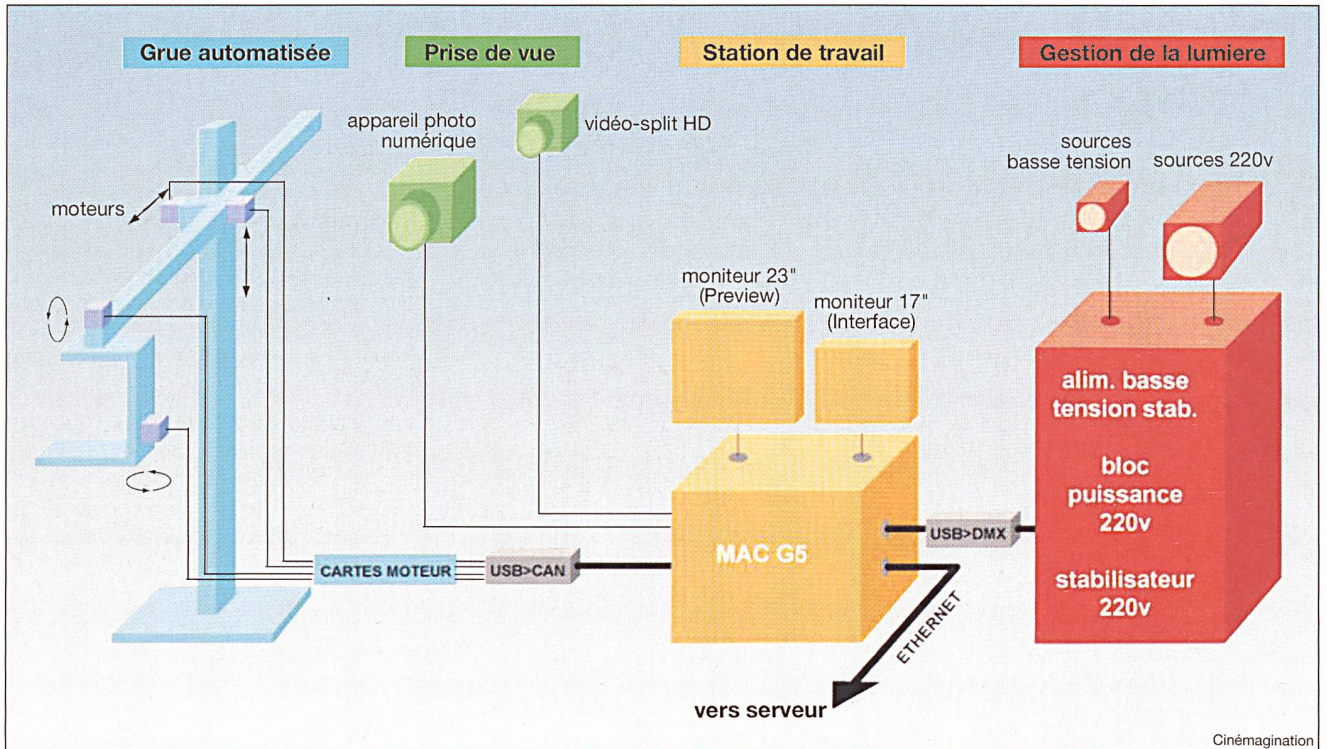 Grue automatisée
Prise de vue
Station de travail
Gestion de la lumiere
appareil photo
numérique
vidéo-split HD
sources
basse tension
sources 220v
moteurs
moniteur 23"
(Preview)
moniteur 17"
(Interface)
alim. basse
tension stab.
bloc
puissance
220v
stabilisateur
220v
MAC G5
USB>DMX
CARTES MOTEUR
USB>CAN
ETHERNET
vers serveur
Cinémagination